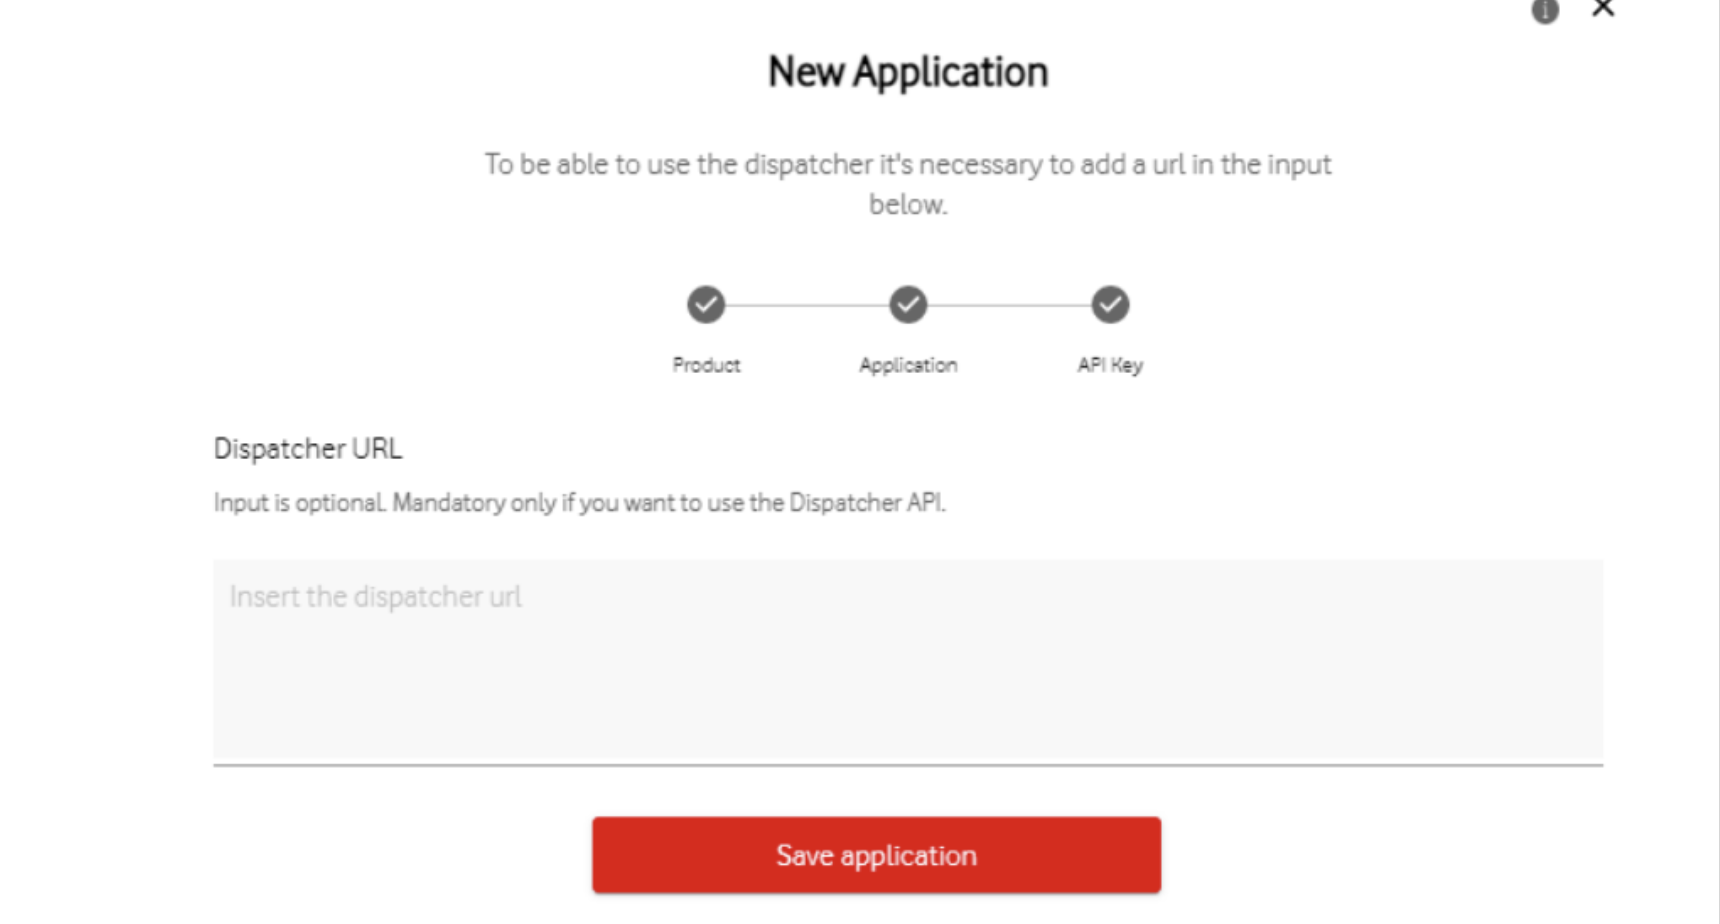 New Application
To be able to use the dispatcher it's necessary to add a url in the input
below.
Product
Application
API Key
Dispatcher URL
Input is optional. Mandatory only if you want to use the Dispatcher API.
Insert the dispatcher url
Save application